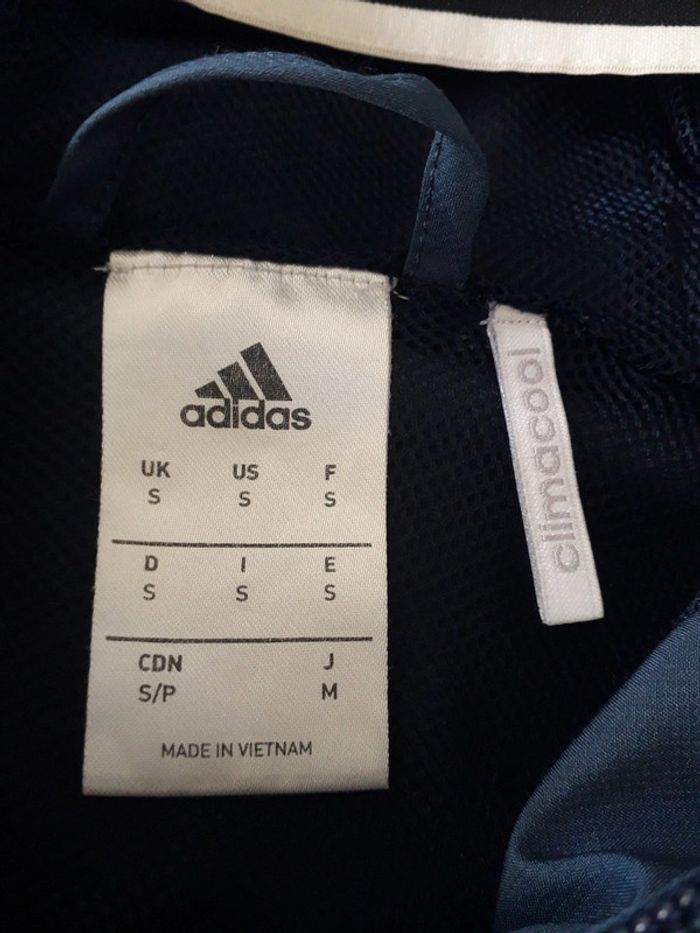 adidas
UK US F
S S S
D I E
S S S
CDN J
S/P M
MADE IN VIETNAM
climacool